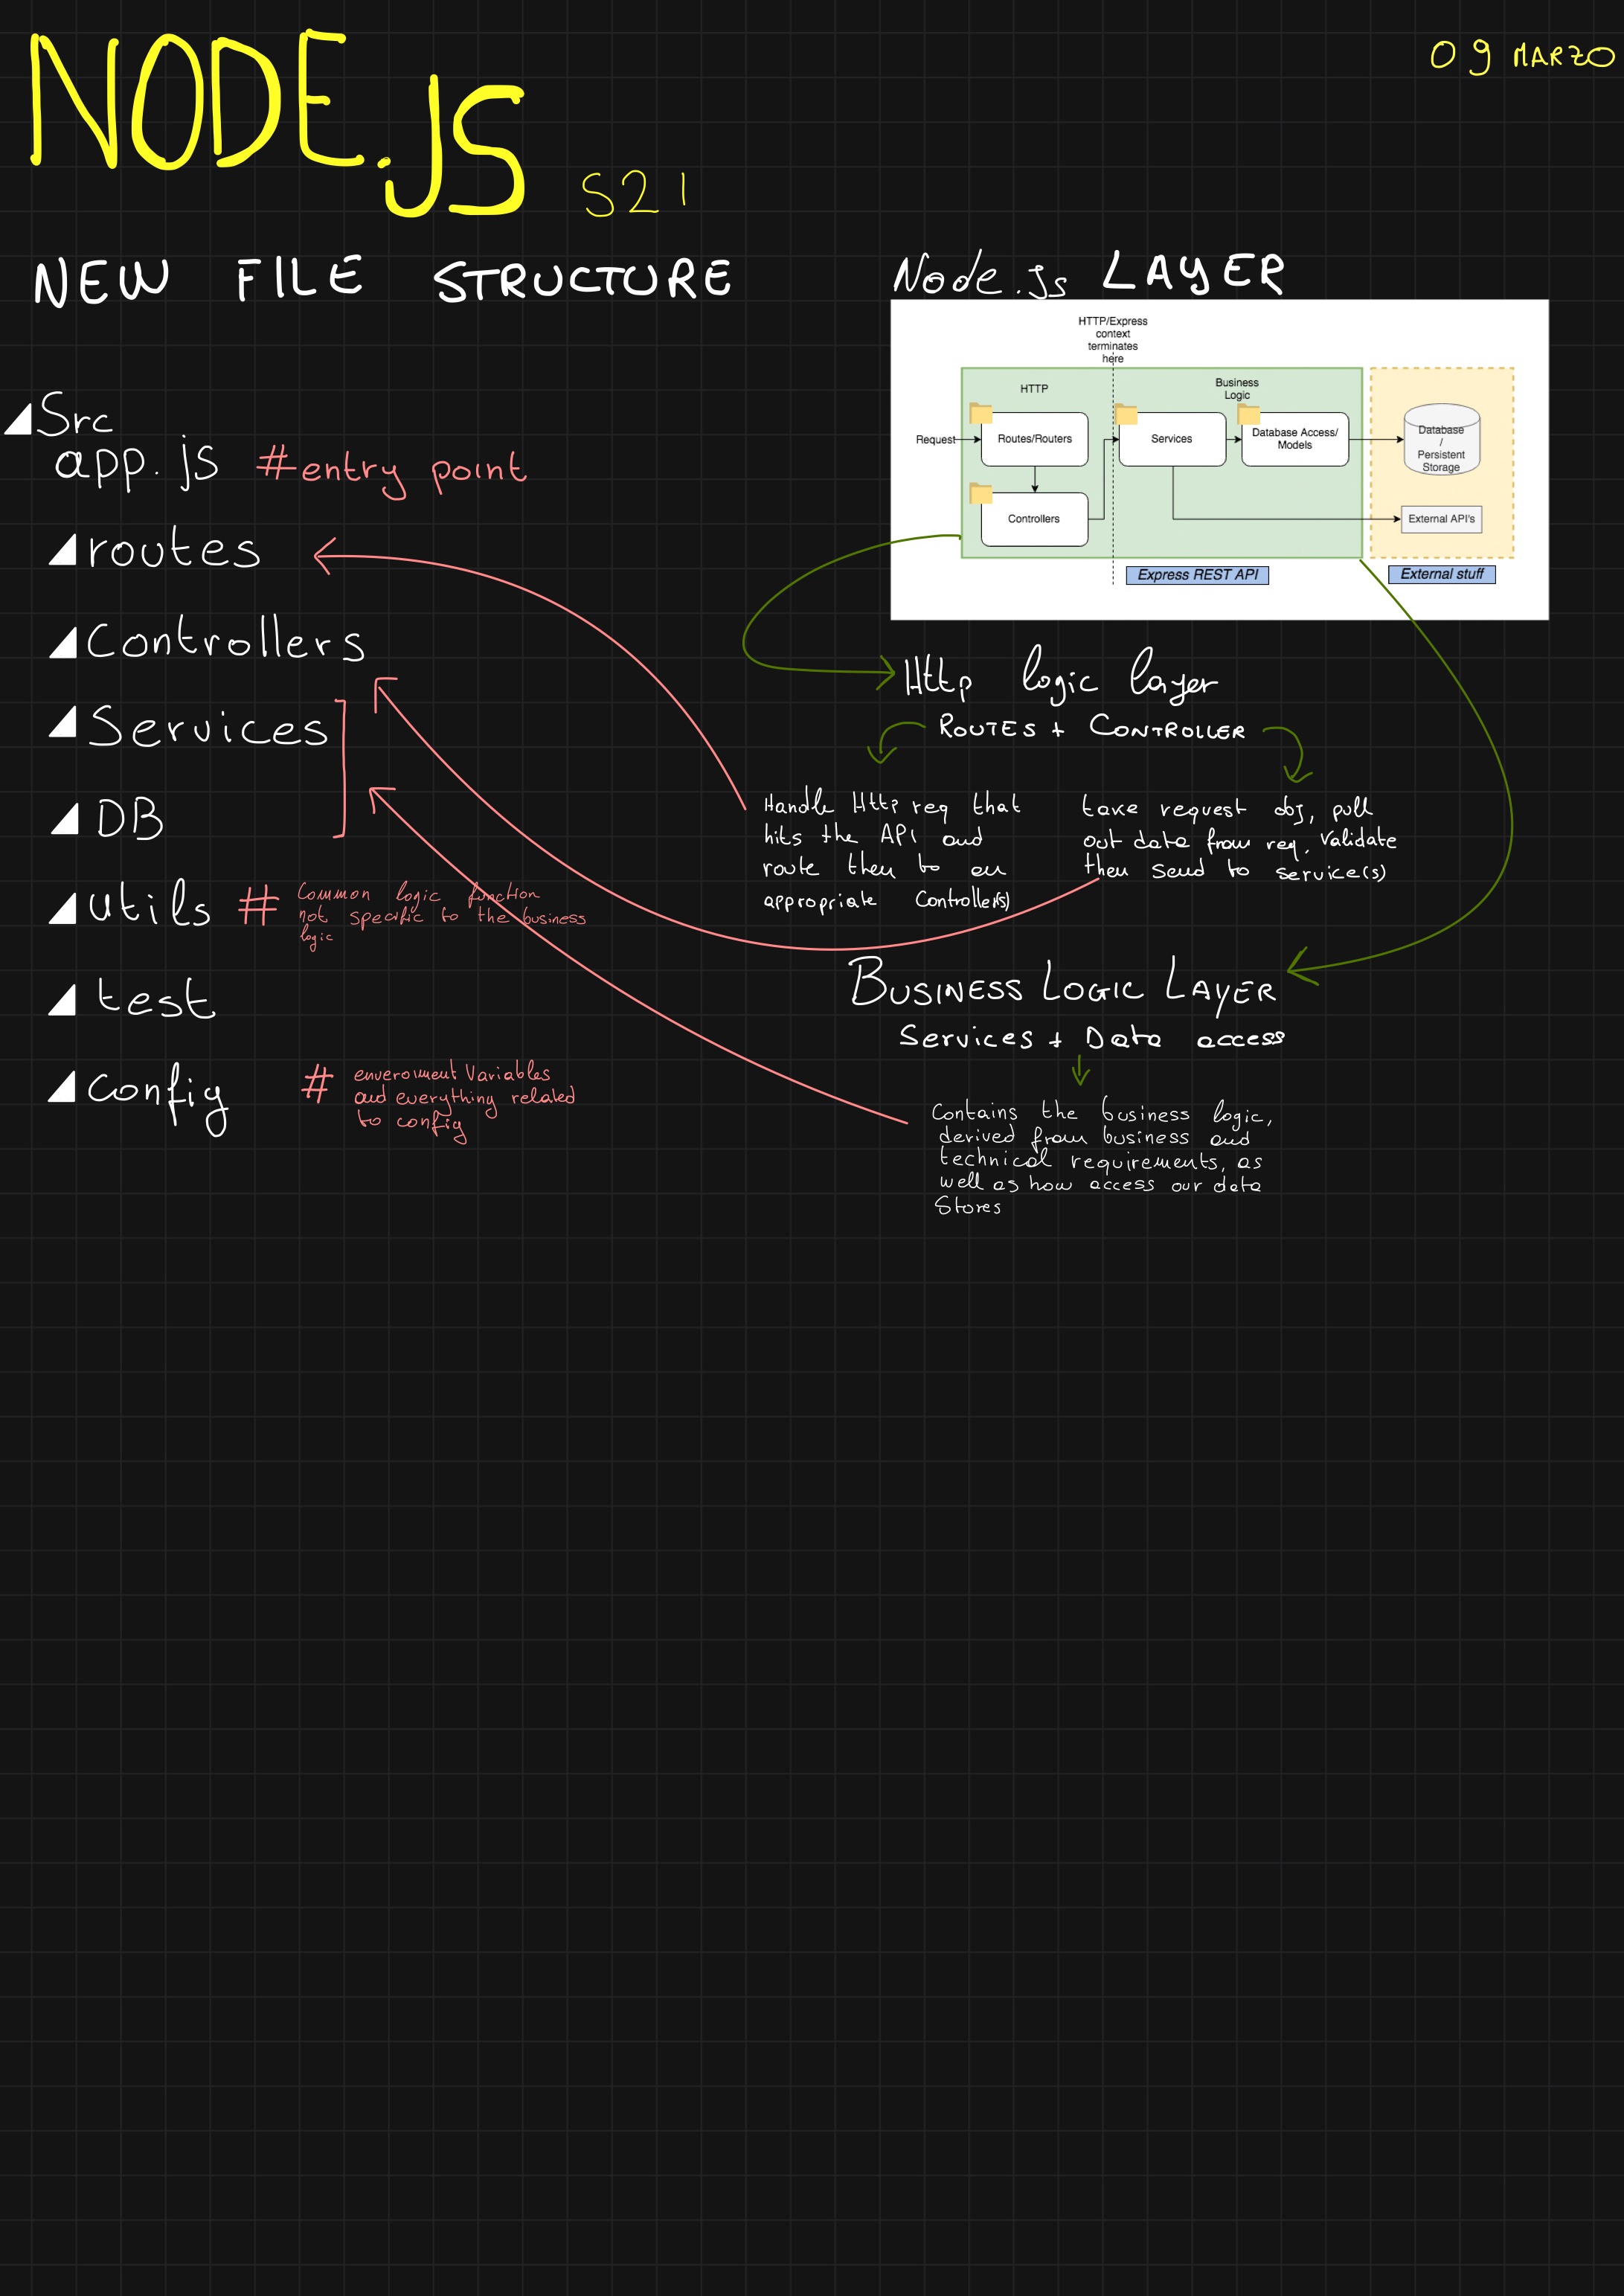 NODE.JS
S21
09 MARZO
NEW FILE STRUCTURE
Src
app.js #entry point
routes
Controllers
Services
DB
utils # Common logic function
not specific to the business
logic
test
Config # enveroiment Variables
and everything related
to config
Node.js LAYER
HTTP/Express
context
terminates
here
HTTP
Business
Logic
Request
Routes/Routers
Services
Database Access/
Models
Database
/
Persistent
Storage
Controllers
External API's
Express REST API
External stuff
Http logic layer
ROUTES + CONTROLLER
Handle Http req that
hits the API and
route then to an
appropriate Controller(s)
take request obj, pull
out data from req, validate
then send to service(s)
BUSINESS LOGIC LAYER
Services + Data access
Contains the business logic,
derived from business and
technical requirements, as
well as how access our data
Stores